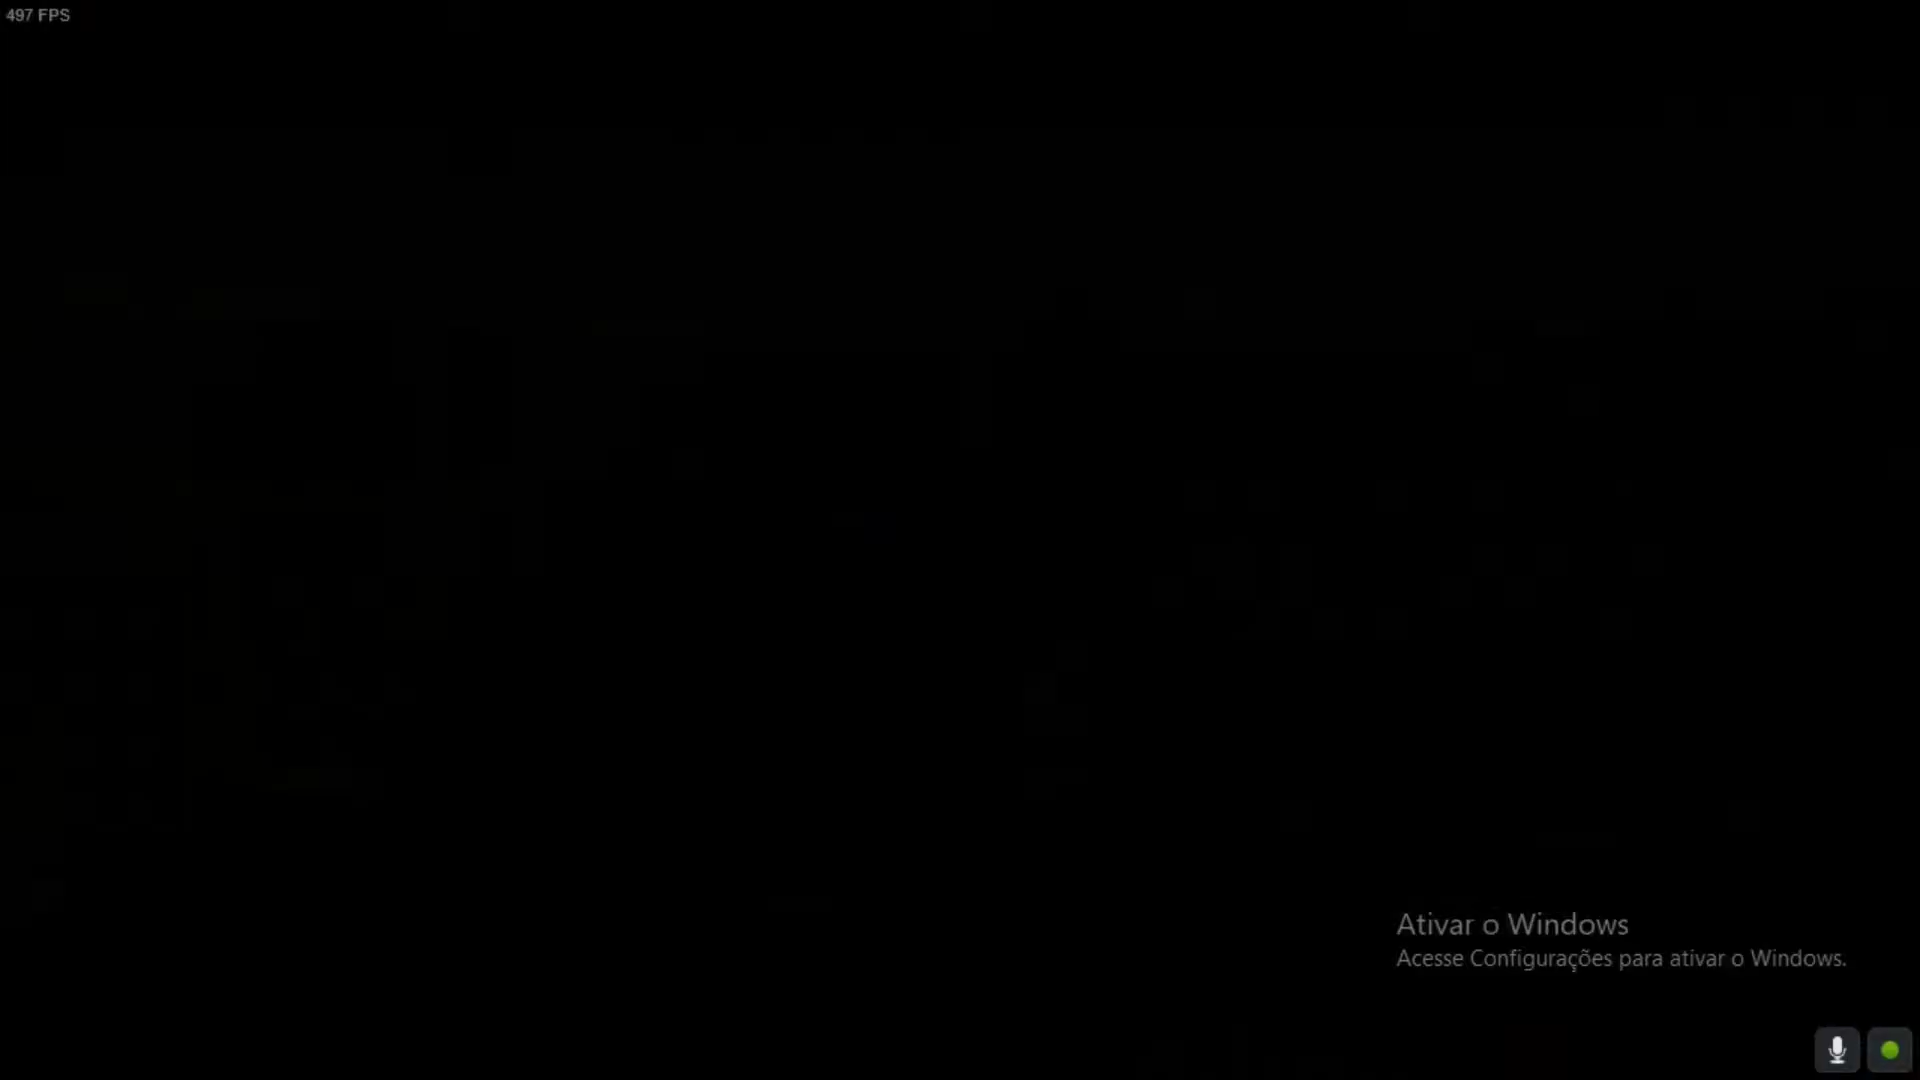 497 FPS
Ativar o Windows
Acesse Configurações para ativar o Windows.